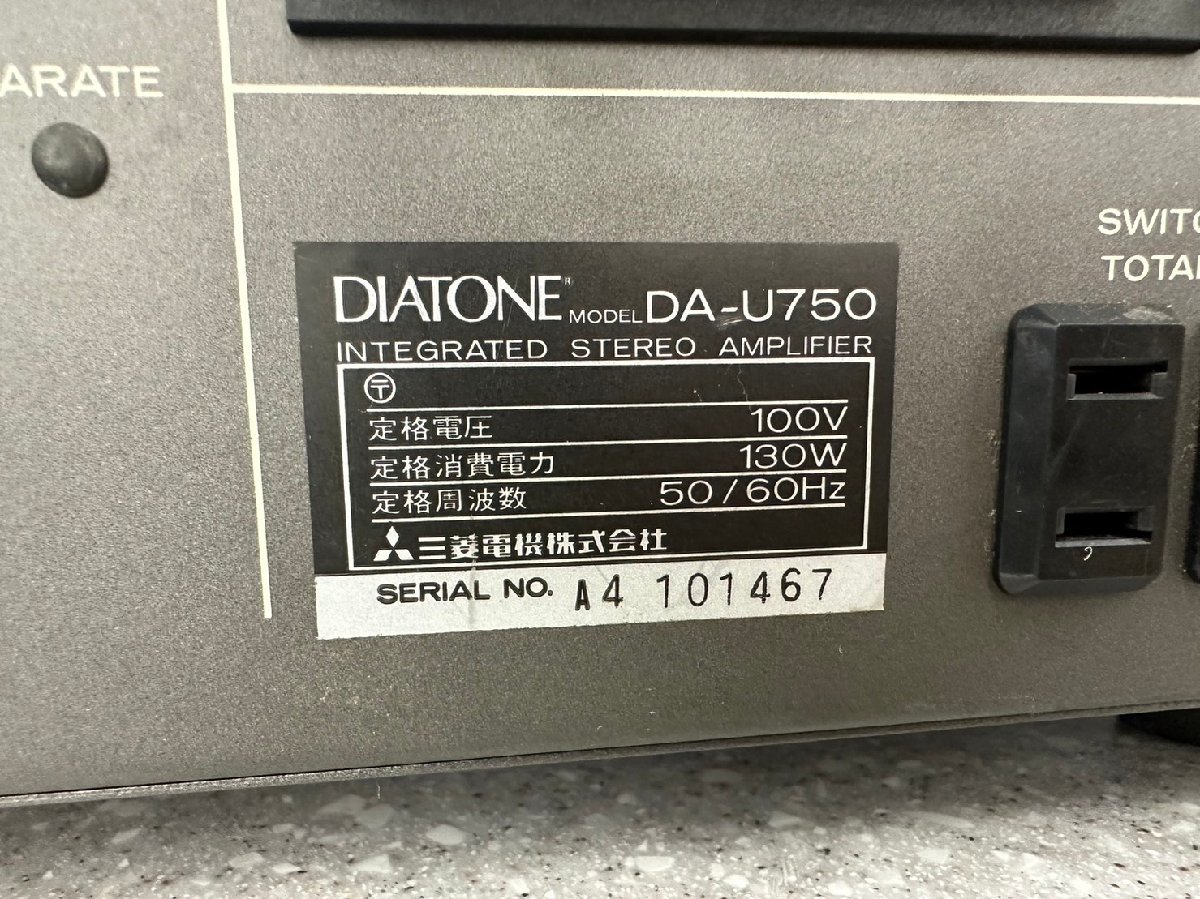 ARATE
SWITC
TOTAL
DIATONE® MODEL DA-U750
INTEGRATED STEREO AMPLIFIER
〶
定格電圧 100V
定格消費電力 130W
定格周波数 50/60Hz
三菱電機株式会社
SERIAL NO. A4 101467